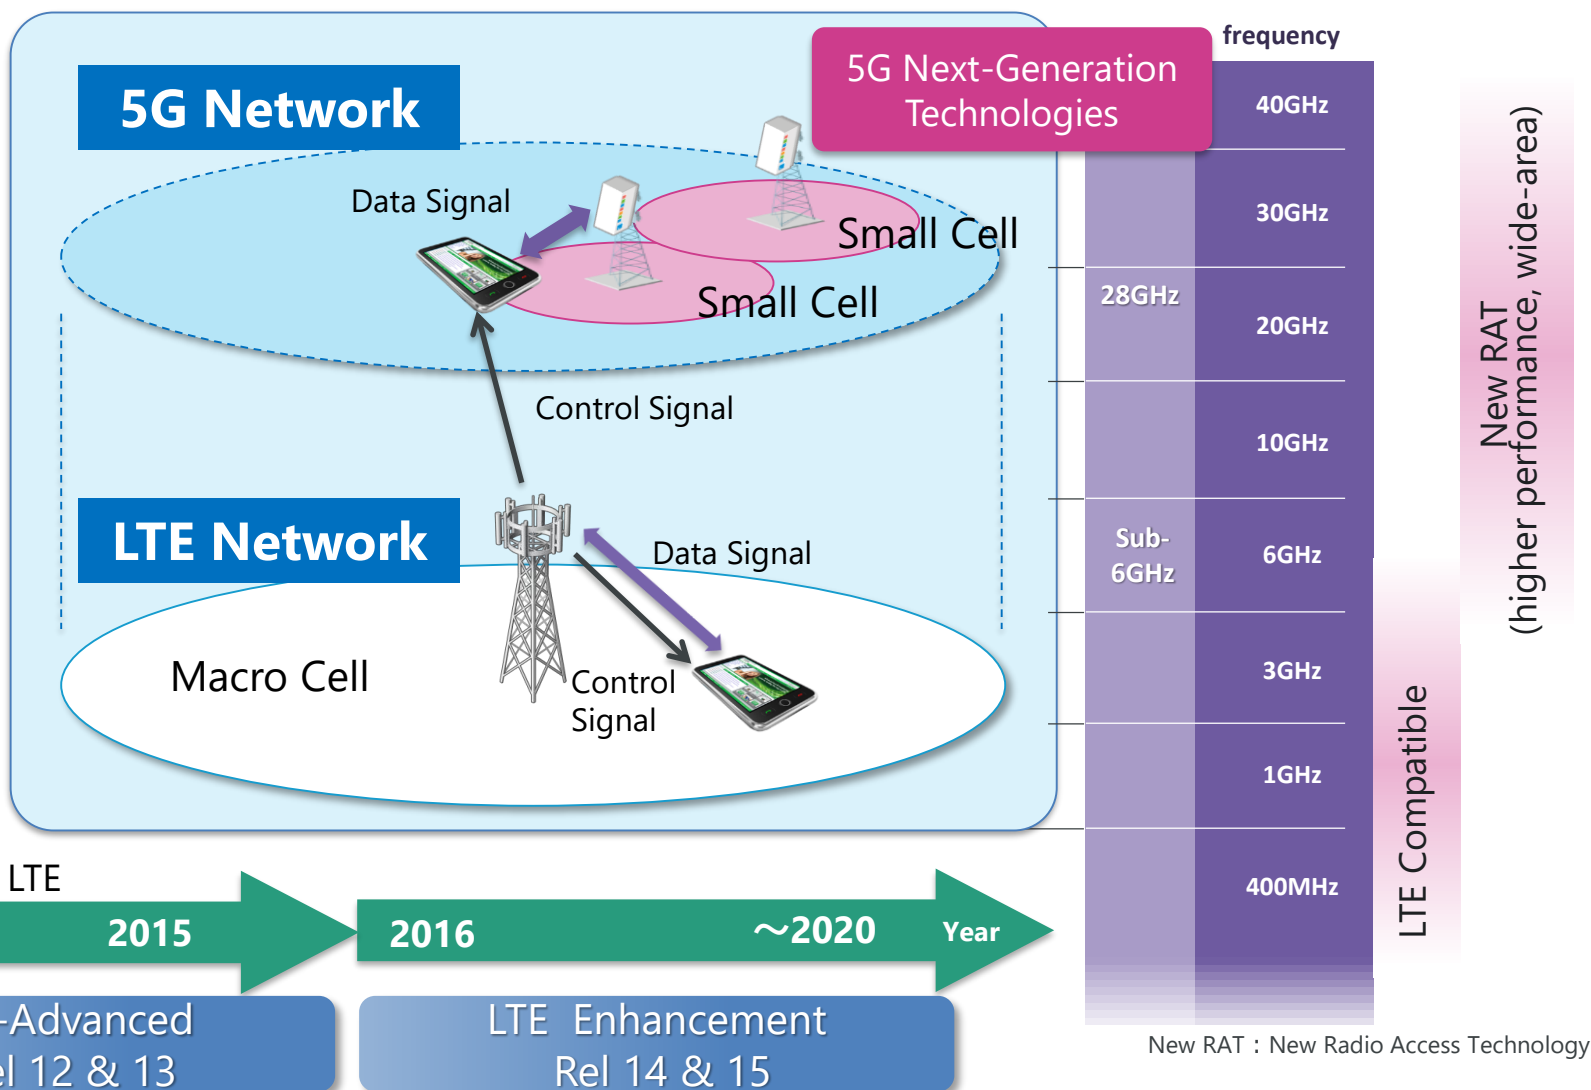 5G Network
5G Next-Generation
Technologies
frequency
40GHz
Data Signal
Small Cell
30GHz
Small Cell
28GHz
20GHz
Control Signal
10GHz
LTE Network
Data Signal
Sub-
6GHz
6GHz
Macro Cell
Control
Signal
3GHz
1GHz
400MHz
New RAT
(higher performance, wide-area)
LTE Compatible
LTE
2015
2016
～2020
Year
-Advanced
el 12 & 13
LTE Enhancement
Rel 14 & 15
New RAT : New Radio Access Technology